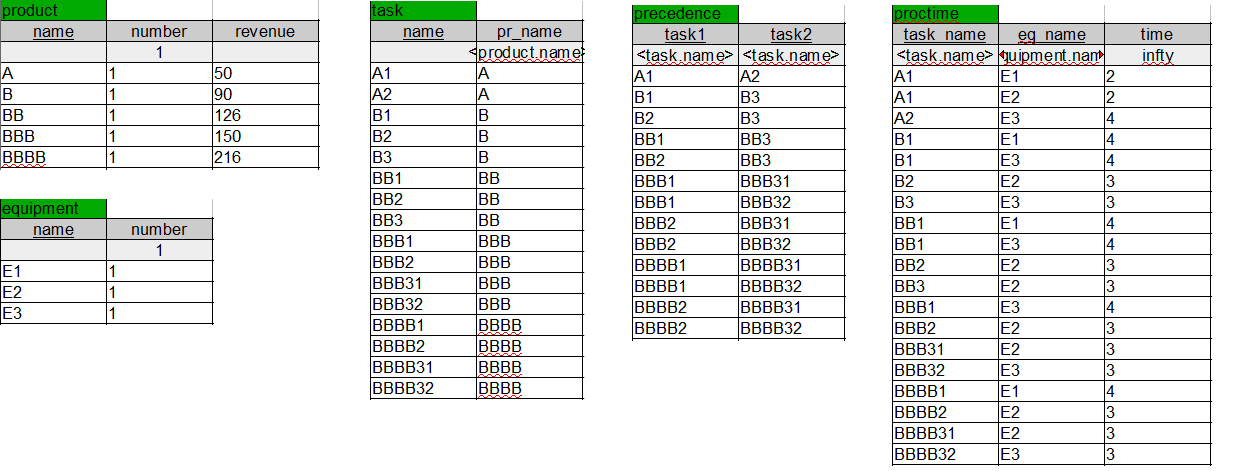 product
name number revenue
1
A 1 50
B 1 90
BB 1 126
BBB 1 150
BBBB 1 216
equipment
name number
1
E1 1
E2 1
E3 1
task
name pr_name
<product.name>
A1 A
A2 A
B1 B
B2 B
B3 B
BB1 BB
BB2 BB
BB3 BB
BBB1 BBB
BBB2 BBB
BBB31 BBB
BBB32 BBB
BBBB1 BBBB
BBBB2 BBBB
BBBB31 BBBB
BBBB32 BBBB
precedence
task1 task2
<task.name> <task.name>
A1 A2
B1 B3
B2 B3
BB1 BB3
BB2 BB3
BBB1 BBB31
BBB1 BBB32
BBB2 BBB31
BBB2 BBB32
BBBB1 BBBB31
BBBB1 BBBB32
BBBB2 BBBB31
BBBB2 BBBB32
proctime
task_name eg_name time
<task.name> quipment.nam infty
A1 E1 2
A1 E2 2
A2 E3 4
B1 E1 4
B1 E3 4
B2 E2 3
B3 E3 3
BB1 E1 4
BB1 E3 4
BB2 E2 3
BB3 E2 3
BBB1 E3 4
BBB2 E2 3
BBB31 E2 3
BBB32 E3 3
BBBB1 E1 4
BBBB2 E2 3
BBBB31 E2 3
BBBB32 E3 3